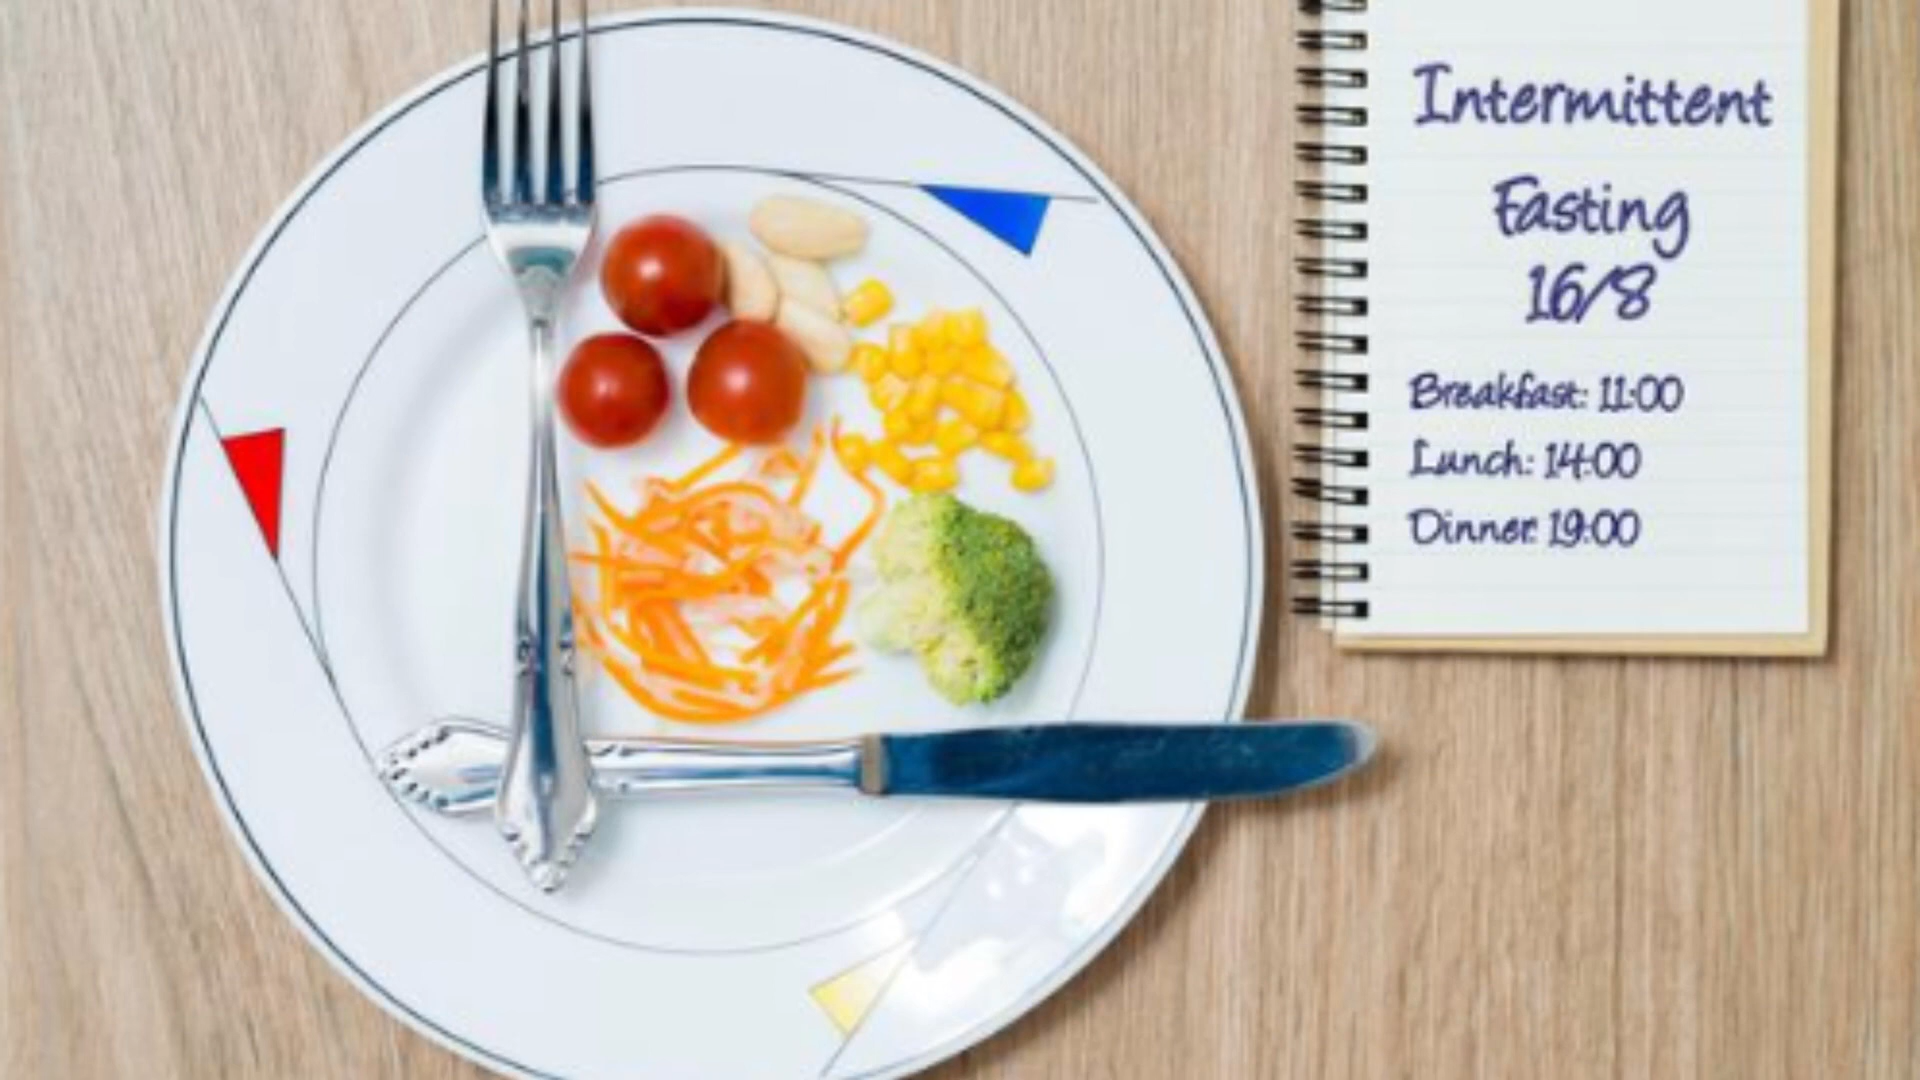 Intermittent
Fasting
16/8
Breakfast: 11:00
Lunch: 14:00
Dinner: 19:00